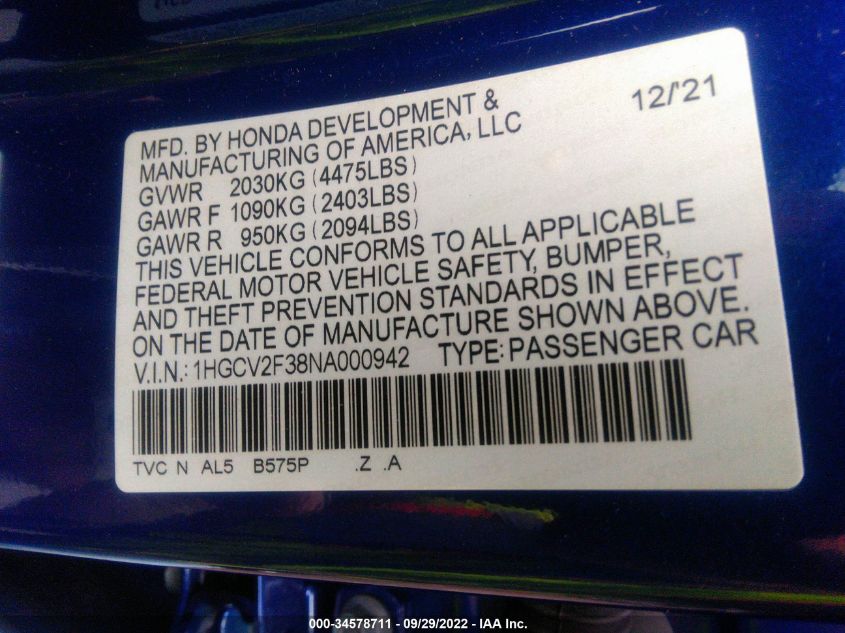 12/'21
MFD. BY HONDA DEVELOPMENT &
MANUFACTURING OF AMERICA, LLC
GVWR 2030KG (4475LBS)
GAWR F 1090KG (2403LBS)
GAWR R 950KG (2094LBS)
THIS VEHICLE CONFORMS TO ALL APPLICABLE
FEDERAL MOTOR VEHICLE SAFETY, BUMPER,
AND THEFT PREVENTION STANDARDS IN EFFECT
ON THE DATE OF MANUFACTURE SHOWN ABOVE.
V.I.N.: 1HGCV2F38NA000942 TYPE: PASSENGER CAR
TVC N AL5 B575P .Z .A
000-34578711 / 09/29/2022 - IAA Inc.